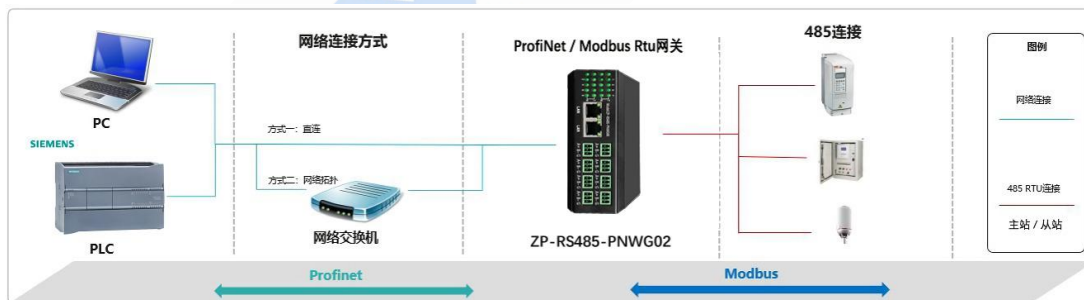 网络连接方式
ProfiNet / Modbus Rtu网关
485连接
图例
PC
方式一：直连
网络连接
SIEMENS
方式二：网络拓扑
485 RTU连接
主站 / 从站
网络交换机
ZP-RS485-PNWG02
PLC
Profinet
Modbus